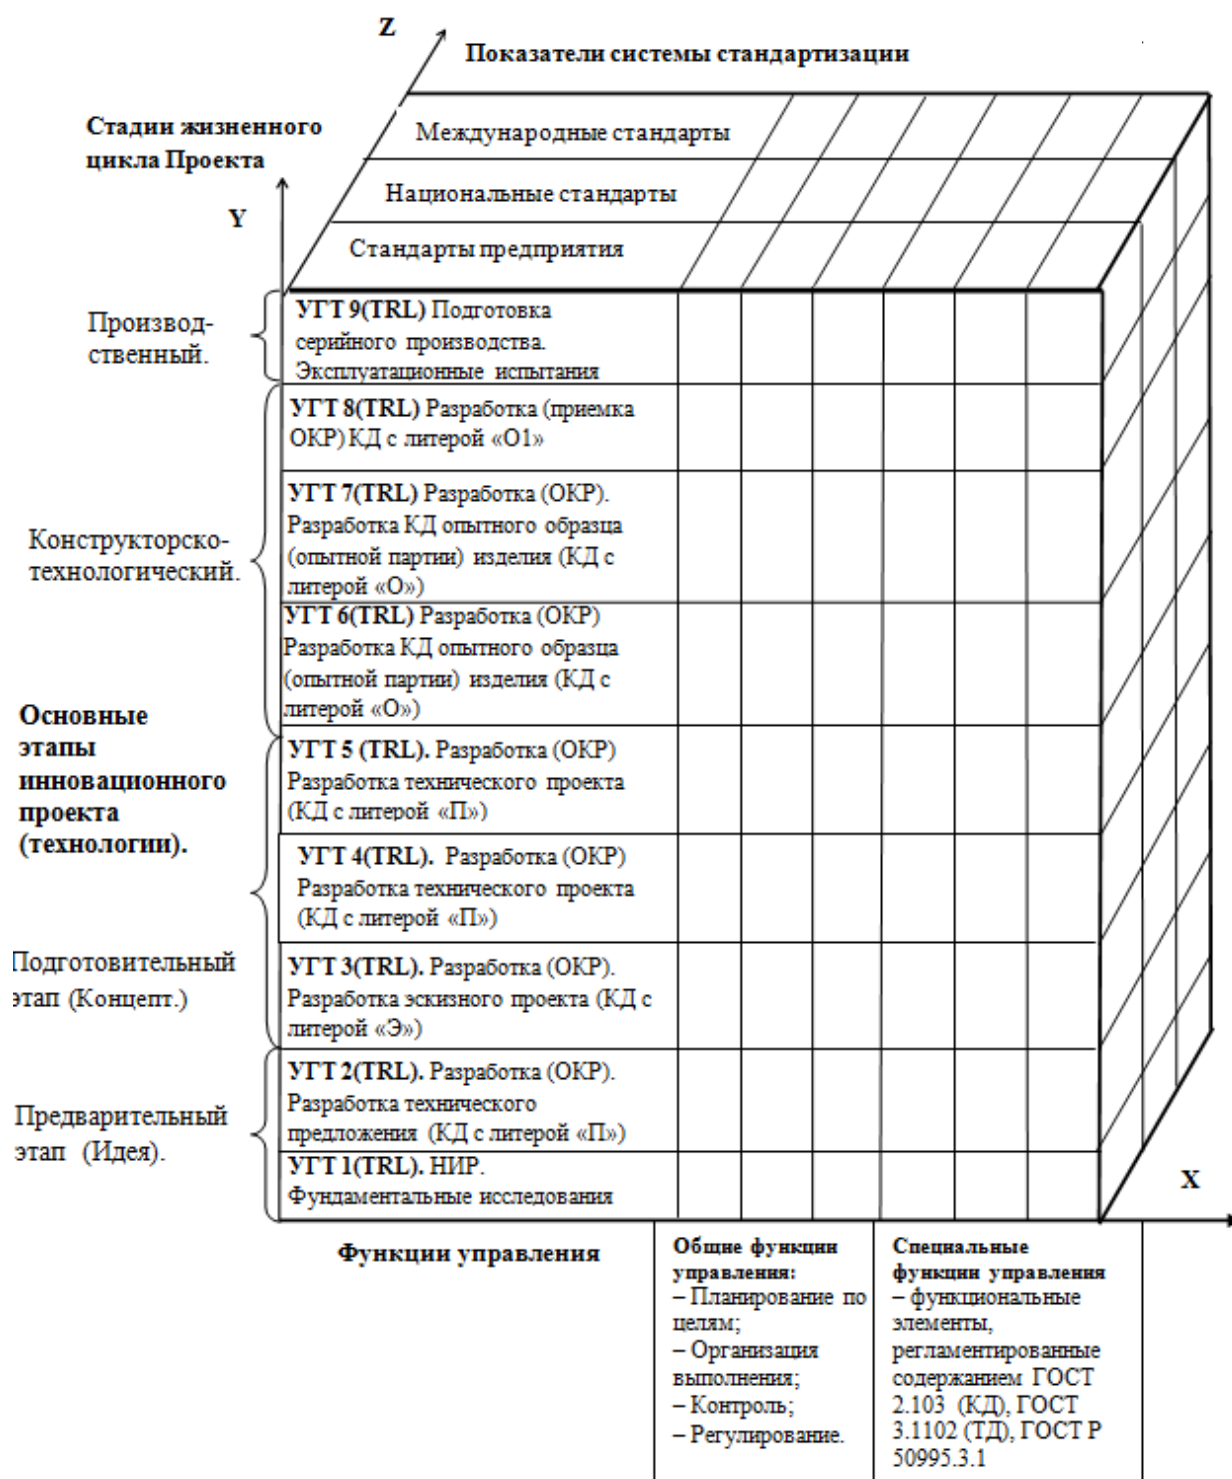 Z
Показатели системы стандартизации
Стадии жизненного
цикла Проекта
Y
Международные стандарты
Национальные стандарты
Стандарты предприятия
Производ-
ственный.
УГТ 9(TRL) Подготовка
серийного производства.
Эксплуатационные испытания
УГТ 8(TRL) Разработка (приемка
ОКР) КД с литерой «О1»
Конструкторско-
технологический.
УГТ 7(TRL) Разработка (ОКР).
Разработка КД опытного образца
(опытной партии) изделия (КД с
литерой «О»)
УГТ 6(TRL) Разработка (ОКР)
Разработка КД опытного образца
(опытной партии) изделия (КД с
литерой «О»)
Основные
этапы
инновационного
проекта
(технологии).
УГТ 5 (TRL). Разработка (ОКР)
Разработка технического проекта
(КД с литерой «П»)
УГТ 4(TRL). Разработка (ОКР)
Разработка технического проекта
(КД с литерой «П»)
Подготовительный
этап (Концепт.)
УГТ 3(TRL). Разработка (ОКР).
Разработка эскизного проекта (КД с
литерой «Э»)
Предварительный
этап (Идея).
УГТ 2(TRL). Разработка (ОКР).
Разработка технического
предложения (КД с литерой «П»)
УГТ 1(TRL). НИР.
Фундаментальные исследования
X
Функции управления
Общие функции
управления:
– Планирование по
целям;
– Организация
выполнения;
– Контроль;
– Регулирование.
Специальные
функции управления
– функциональные
элементы,
регламентированные
содержанием ГОСТ
2.103 (КД), ГОСТ
3.1102 (ТД), ГОСТ Р
50995.3.1